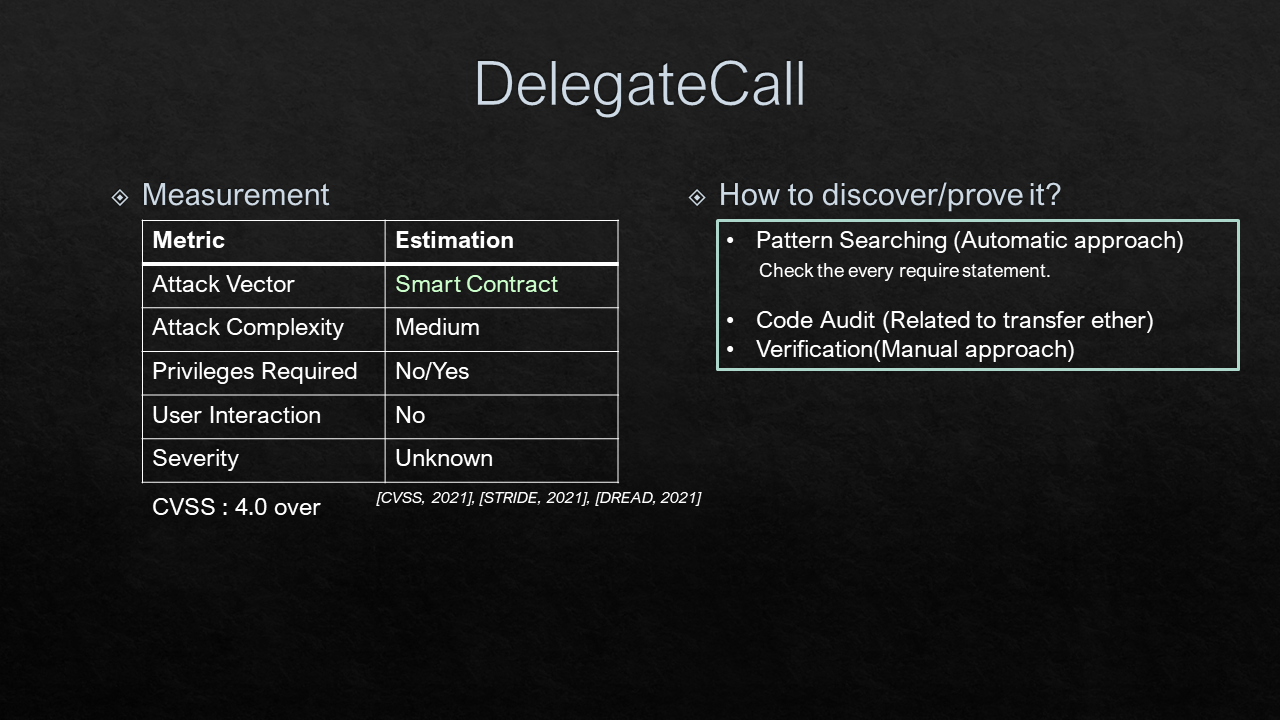 DelegateCall
Measurement
Metric Estimation
Attack Vector Smart Contract
Attack Complexity Medium
Privileges Required No/Yes
User Interaction No
Severity Unknown
CVSS : 4.0 over
[CVSS, 2021], [STRIDE, 2021], [DREAD, 2021]
How to discover/prove it?
• Pattern Searching (Automatic approach)
Check the every require statement.
• Code Audit (Related to transfer ether)
• Verification(Manual approach)